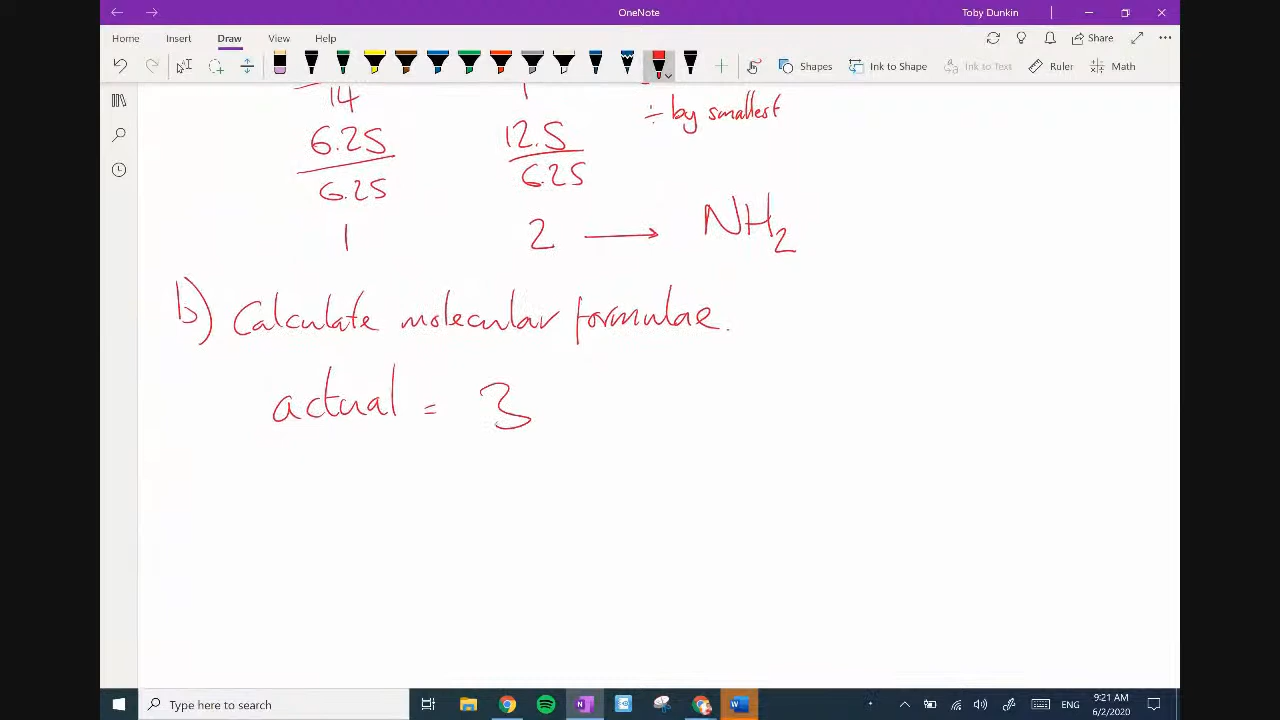 OneNote
Toby Dunkin
Home Insert Draw View Help
Share
Shapes Ink to Shape Ink to Text Ruler Math
14 1
÷ by smallest
6.25 12.5
6.25 6.25
1 2 → NH2
b) Calculate molecular formulae.
actual = 3
Type here to search
ENG
9:21 AM
6/2/2020